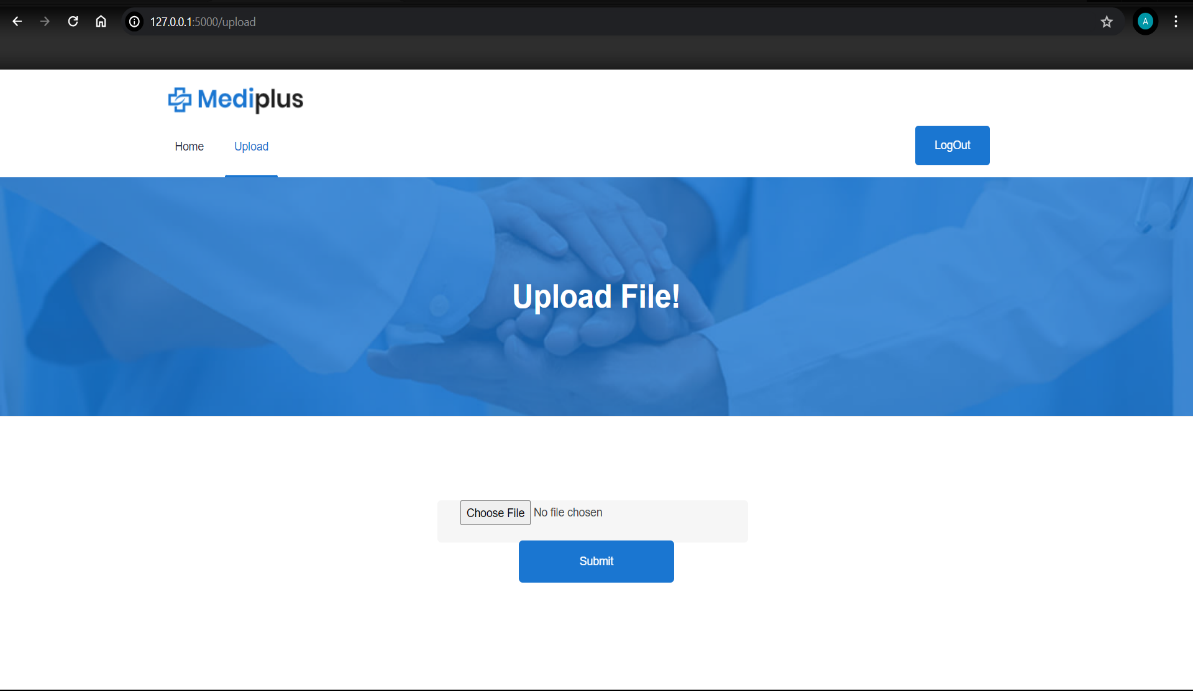 127.0.0.1:5000/upload
A
Mediplus
Home Upload
LogOut
Upload File!
Choose File No file chosen
Submit